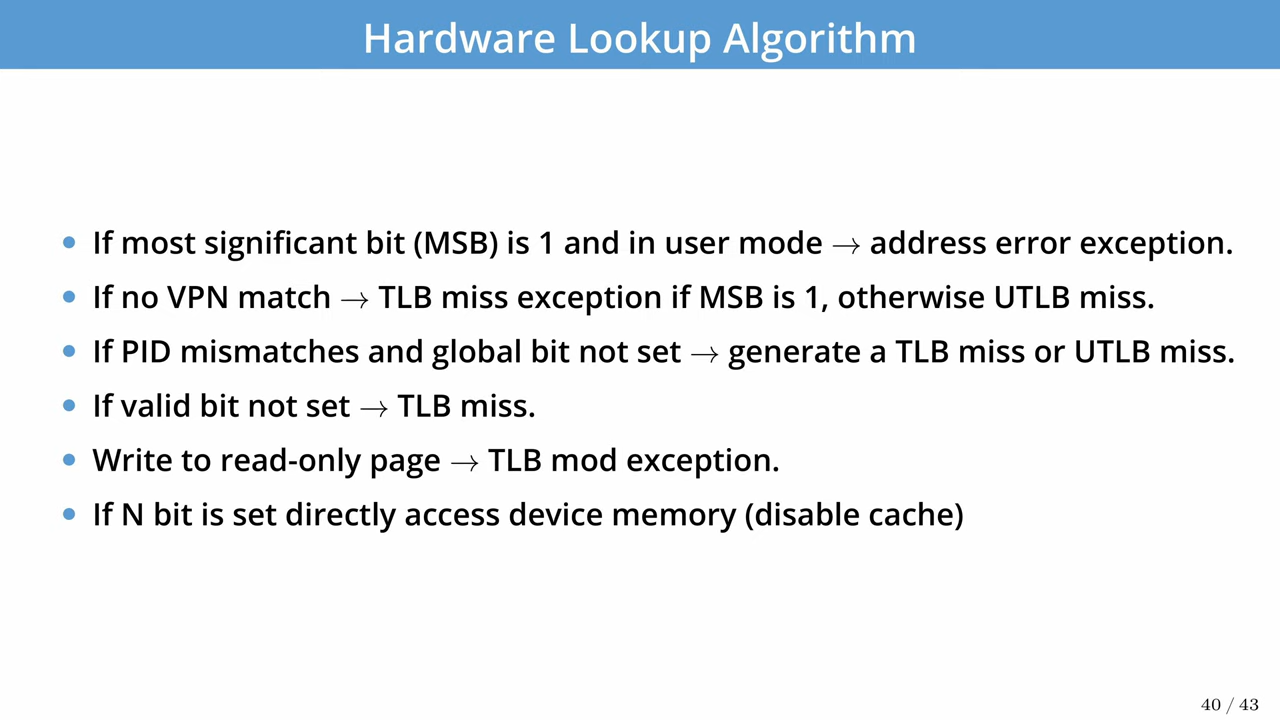 Hardware Lookup Algorithm
• If most significant bit (MSB) is 1 and in user mode → address error exception.
• If no VPN match → TLB miss exception if MSB is 1, otherwise UTLB miss.
• If PID mismatches and global bit not set → generate a TLB miss or UTLB miss.
• If valid bit not set → TLB miss.
• Write to read-only page → TLB mod exception.
• If N bit is set directly access device memory (disable cache)
40 / 43